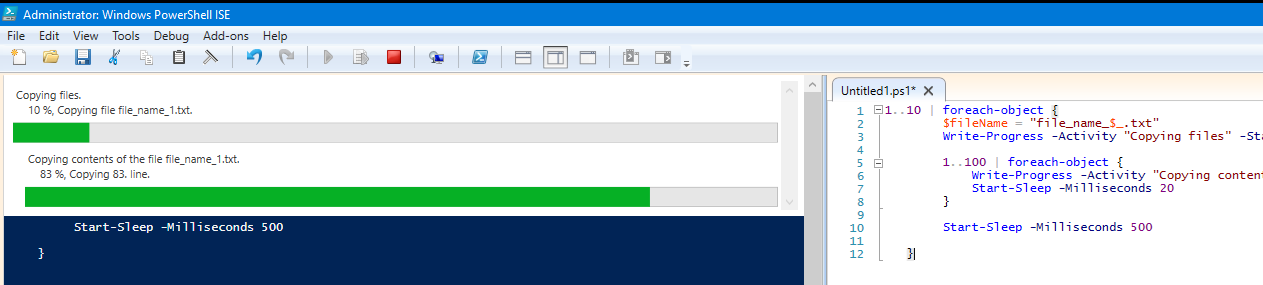 Administrator: Windows PowerShell ISE
File Edit View Tools Debug Add-ons Help
Copying files.
10 %, Copying file file_name_1.txt.
Copying contents of the file file_name_1.txt.
83 %, Copying 83. line.
Start-Sleep -Milliseconds 500
}
Untitled1.ps1* X
1 1..10 | foreach-object {
2 $fileName = "file_name_$_.txt"
3 Write-Progress -Activity "Copying files" -Sta
4
5 1..100 | foreach-object {
6 Write-Progress -Activity "Copying conten
7 Start-Sleep -Milliseconds 20
8 }
9
10 Start-Sleep -Milliseconds 500
11
12 }